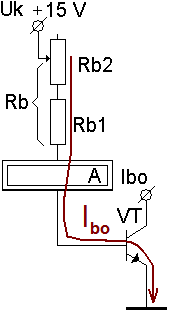 Uk +15 V
Rb2
Rb
Rb1
A
Ibo
Ibo
VT